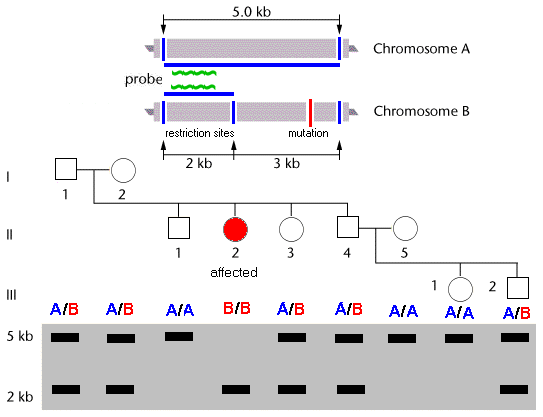 5.0 kb
Chromosome A
probe
Chromosome B
restriction sites mutation
2 kb 3 kb
I
1 2
II
1 2 3 4 5
affected
1 2
III
A/B A/B A/A B/B A/B A/B A/A A/A A/B
5 kb
2 kb